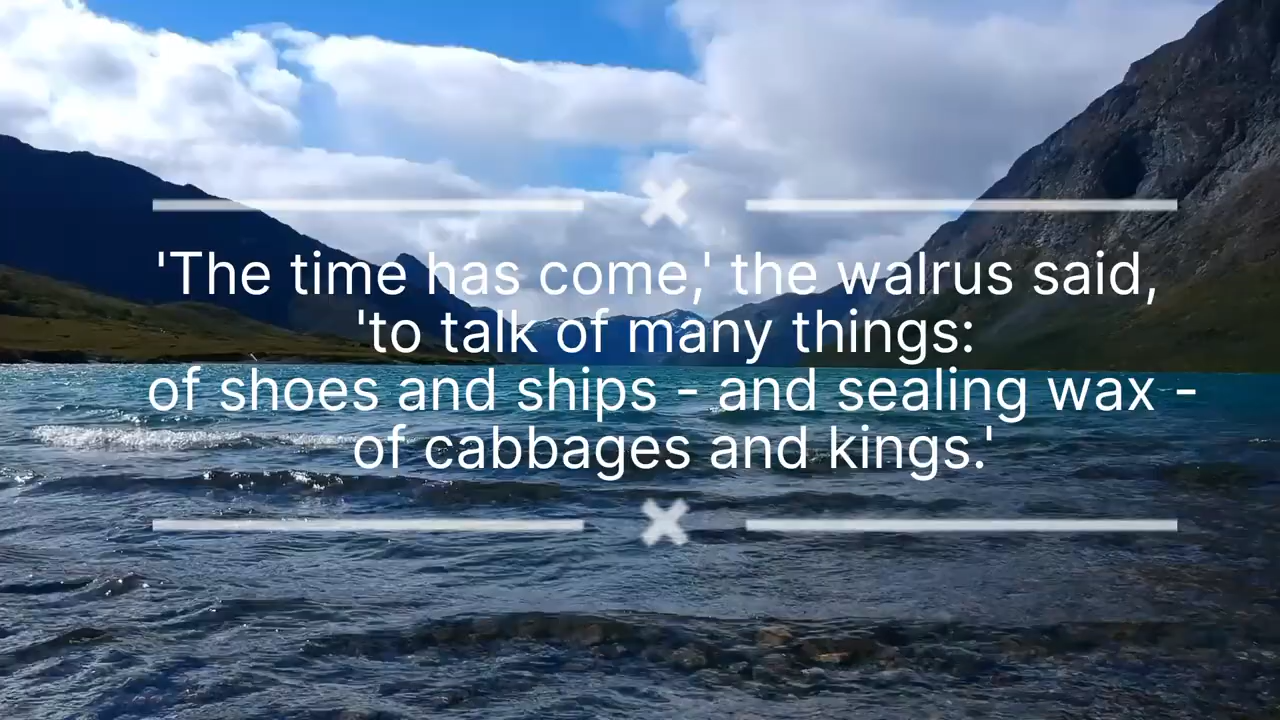 'The time has come,' the walrus said,
'to talk of many things:
of shoes and ships - and sealing wax -
of cabbages and kings.'